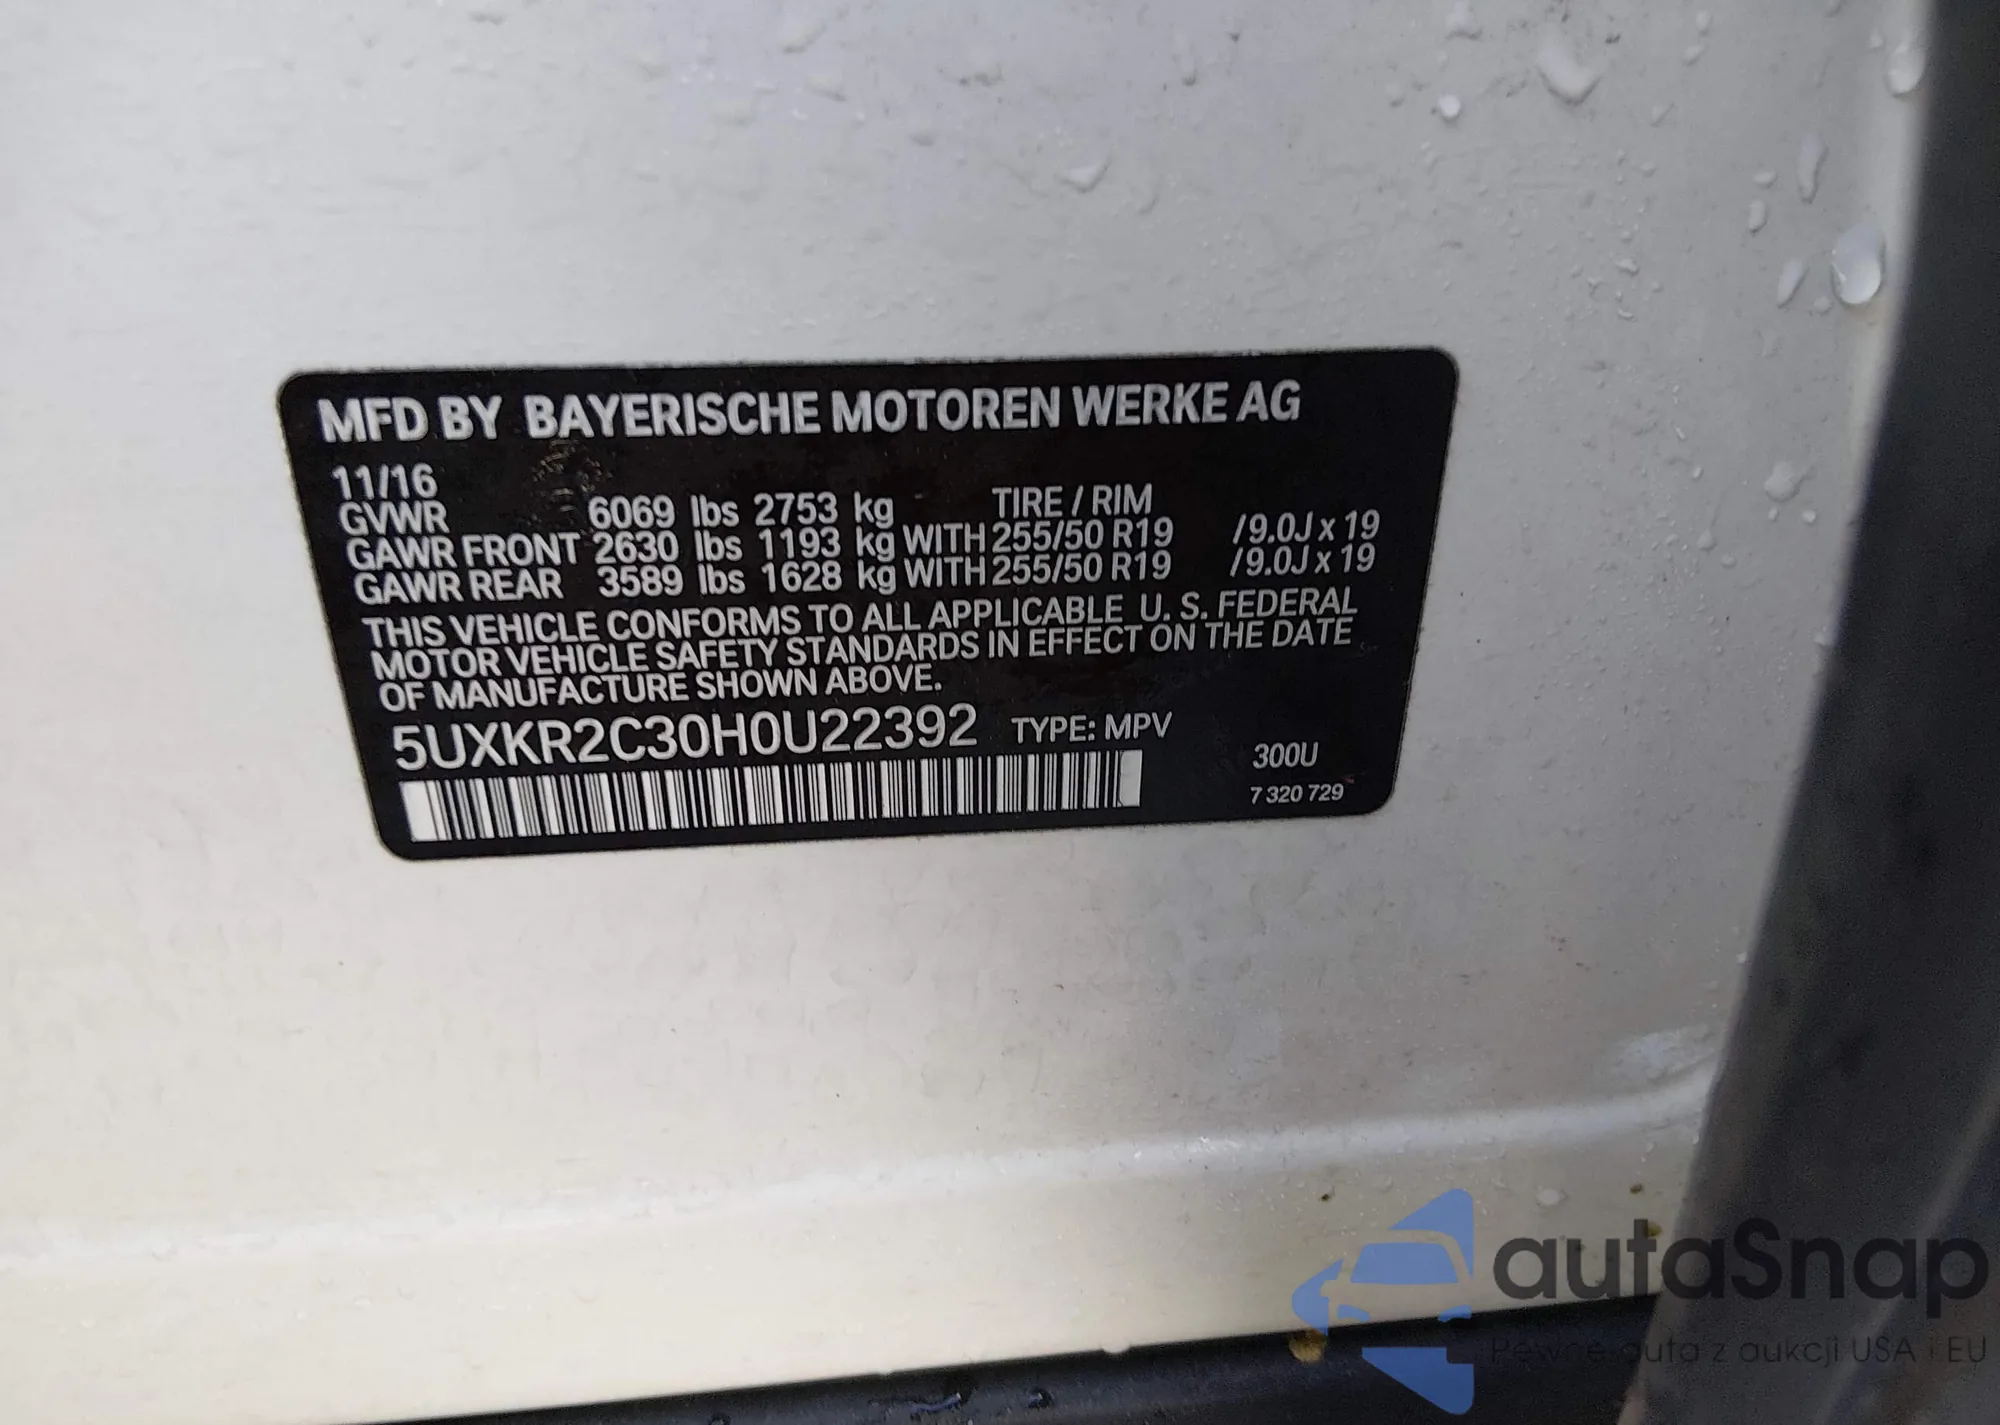 MFD BY BAYERISCHE MOTOREN WERKE AG
11/16
GVWR 6069 lbs 2753 kg TIRE / RIM
GAWR FRONT 2630 lbs 1193 kg WITH 255/50 R19 /9.0J x 19
GAWR REAR 3589 lbs 1628 kg WITH 255/50 R19 /9.0J x 19
THIS VEHICLE CONFORMS TO ALL APPLICABLE U. S. FEDERAL
MOTOR VEHICLE SAFETY STANDARDS IN EFFECT ON THE DATE
OF MANUFACTURE SHOWN ABOVE.
5UXKR2C30H0U22392 TYPE: MPV
300U
7 320 729
autaSnap
Pewne auta z aukcji USA i EU